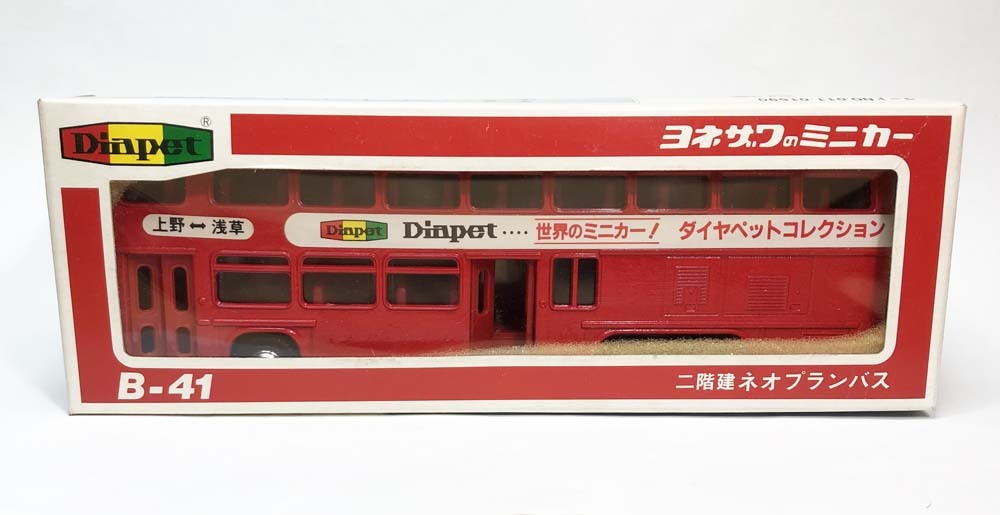 Diapet ®
ヨネザワのミニカー
上野↔浅草
Diapet Diapet ‥‥ 世界のミニカー! ダイヤペットコレクション
B-41
二階建ネオプランバス